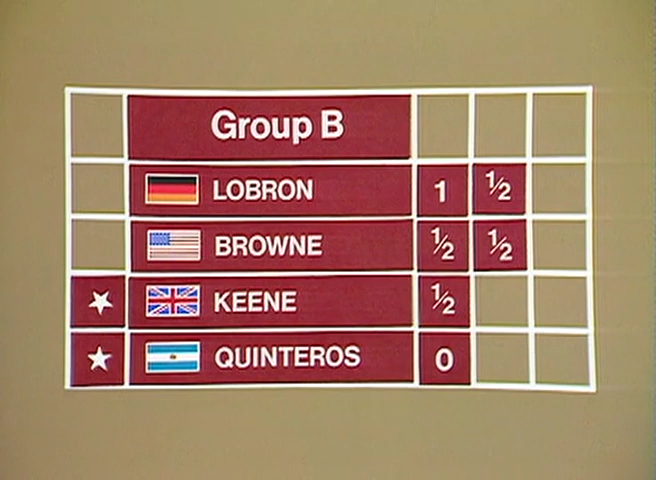 Group B
LOBRON 1 ½
BROWNE ½ ½
KEENE ½
QUINTEROS 0